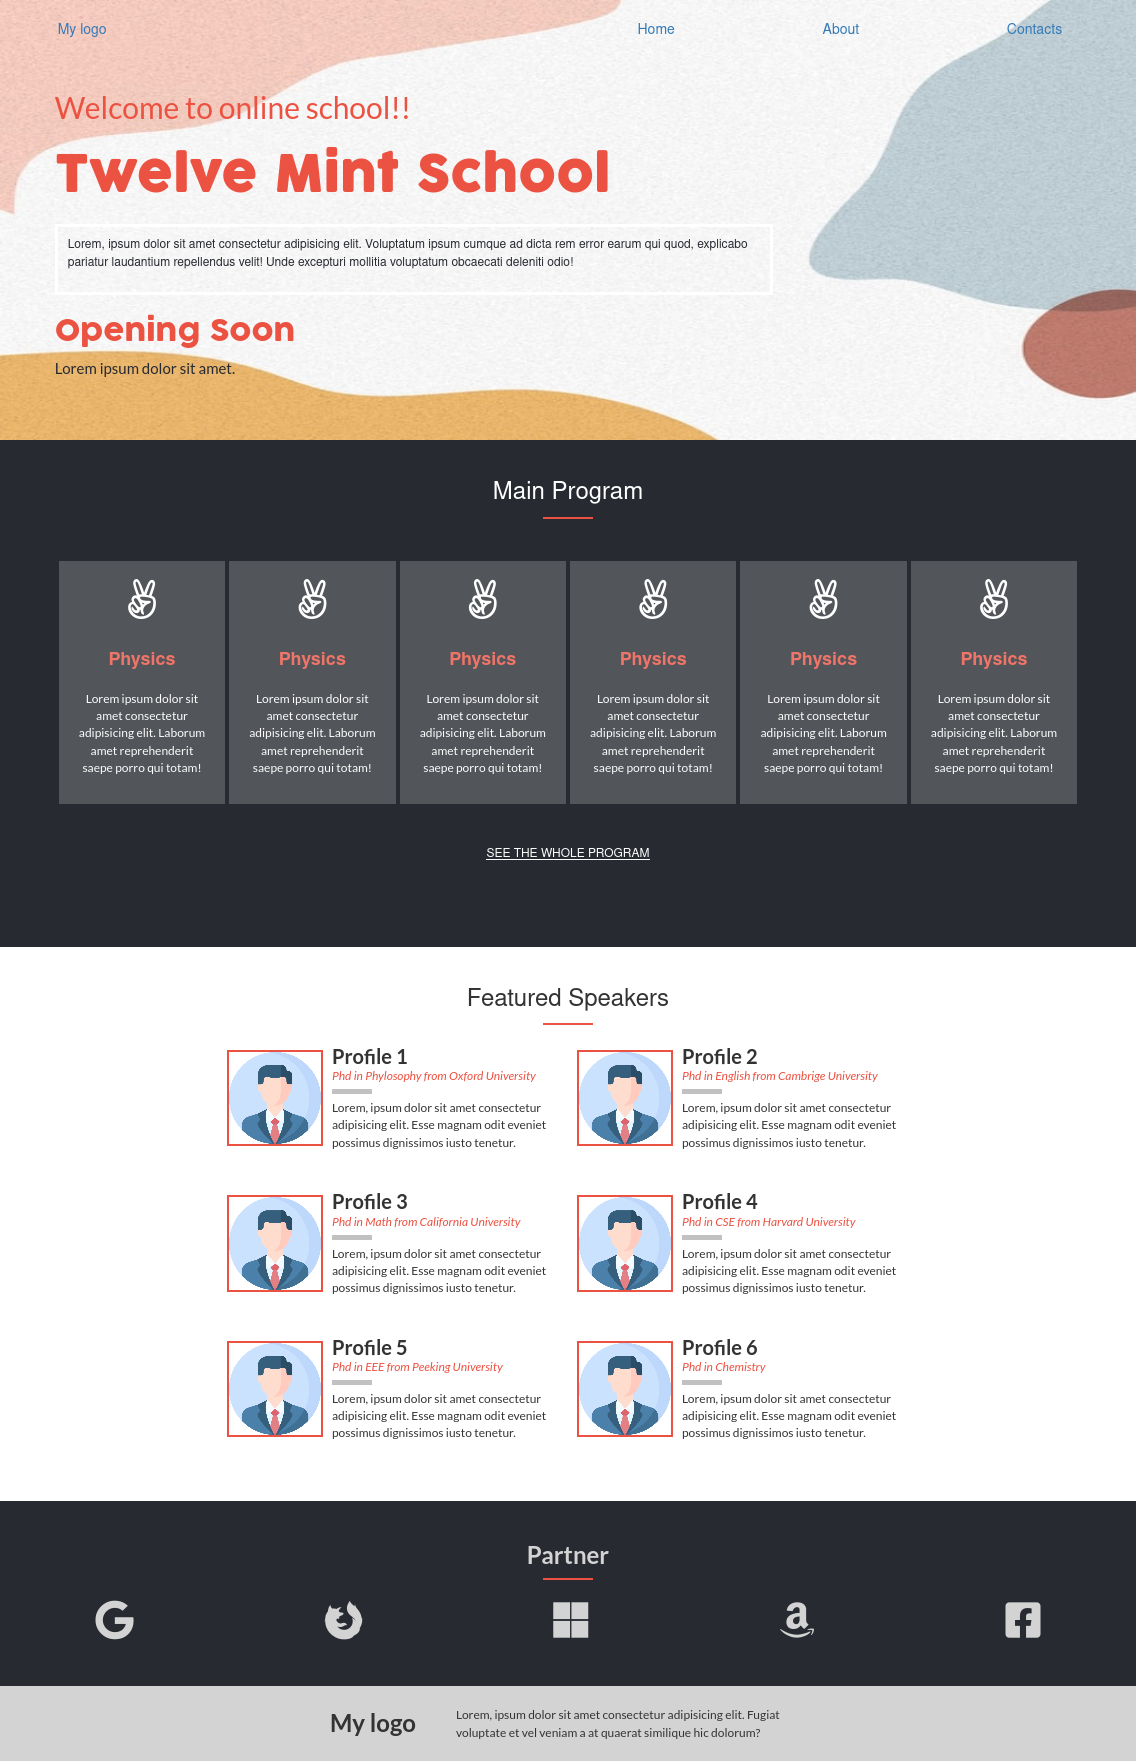 My logo
Home
About
Contacts
Welcome to online school!!
Twelve Mint School
Lorem, ipsum dolor sit amet consectetur adipisicing elit. Voluptatum ipsum cumque ad dicta rem error earum qui quod, explicabo
pariatur laudantium repellendus velit! Unde excepturi mollitia voluptatum obcaecati deleniti odio!
Opening Soon
Lorem ipsum dolor sit amet.
Main Program
Physics
Lorem ipsum dolor sit
amet consectetur
adipisicing elit. Laborum
amet reprehenderit
saepe porro qui totam!
Physics
Lorem ipsum dolor sit
amet consectetur
adipisicing elit. Laborum
amet reprehenderit
saepe porro qui totam!
Physics
Lorem ipsum dolor sit
amet consectetur
adipisicing elit. Laborum
amet reprehenderit
saepe porro qui totam!
Physics
Lorem ipsum dolor sit
amet consectetur
adipisicing elit. Laborum
amet reprehenderit
saepe porro qui totam!
Physics
Lorem ipsum dolor sit
amet consectetur
adipisicing elit. Laborum
amet reprehenderit
saepe porro qui totam!
Physics
Lorem ipsum dolor sit
amet consectetur
adipisicing elit. Laborum
amet reprehenderit
saepe porro qui totam!
SEE THE WHOLE PROGRAM
Featured Speakers
Profile 1
Phd in Phylosophy from Oxford University
Lorem, ipsum dolor sit amet consectetur
adipisicing elit. Esse magnam odit eveniet
possimus dignissimos iusto tenetur.
Profile 2
Phd in English from Cambrige University
Lorem, ipsum dolor sit amet consectetur
adipisicing elit. Esse magnam odit eveniet
possimus dignissimos iusto tenetur.
Profile 3
Phd in Math from California University
Lorem, ipsum dolor sit amet consectetur
adipisicing elit. Esse magnam odit eveniet
possimus dignissimos iusto tenetur.
Profile 4
Phd in CSE from Harvard University
Lorem, ipsum dolor sit amet consectetur
adipisicing elit. Esse magnam odit eveniet
possimus dignissimos iusto tenetur.
Profile 5
Phd in EEE from Peeking University
Lorem, ipsum dolor sit amet consectetur
adipisicing elit. Esse magnam odit eveniet
possimus dignissimos iusto tenetur.
Profile 6
Phd in Chemistry
Lorem, ipsum dolor sit amet consectetur
adipisicing elit. Esse magnam odit eveniet
possimus dignissimos iusto tenetur.
Partner
My logo
Lorem, ipsum dolor sit amet consectetur adipisicing elit. Fugiat
voluptate et vel veniam a at quaerat similique hic dolorum?